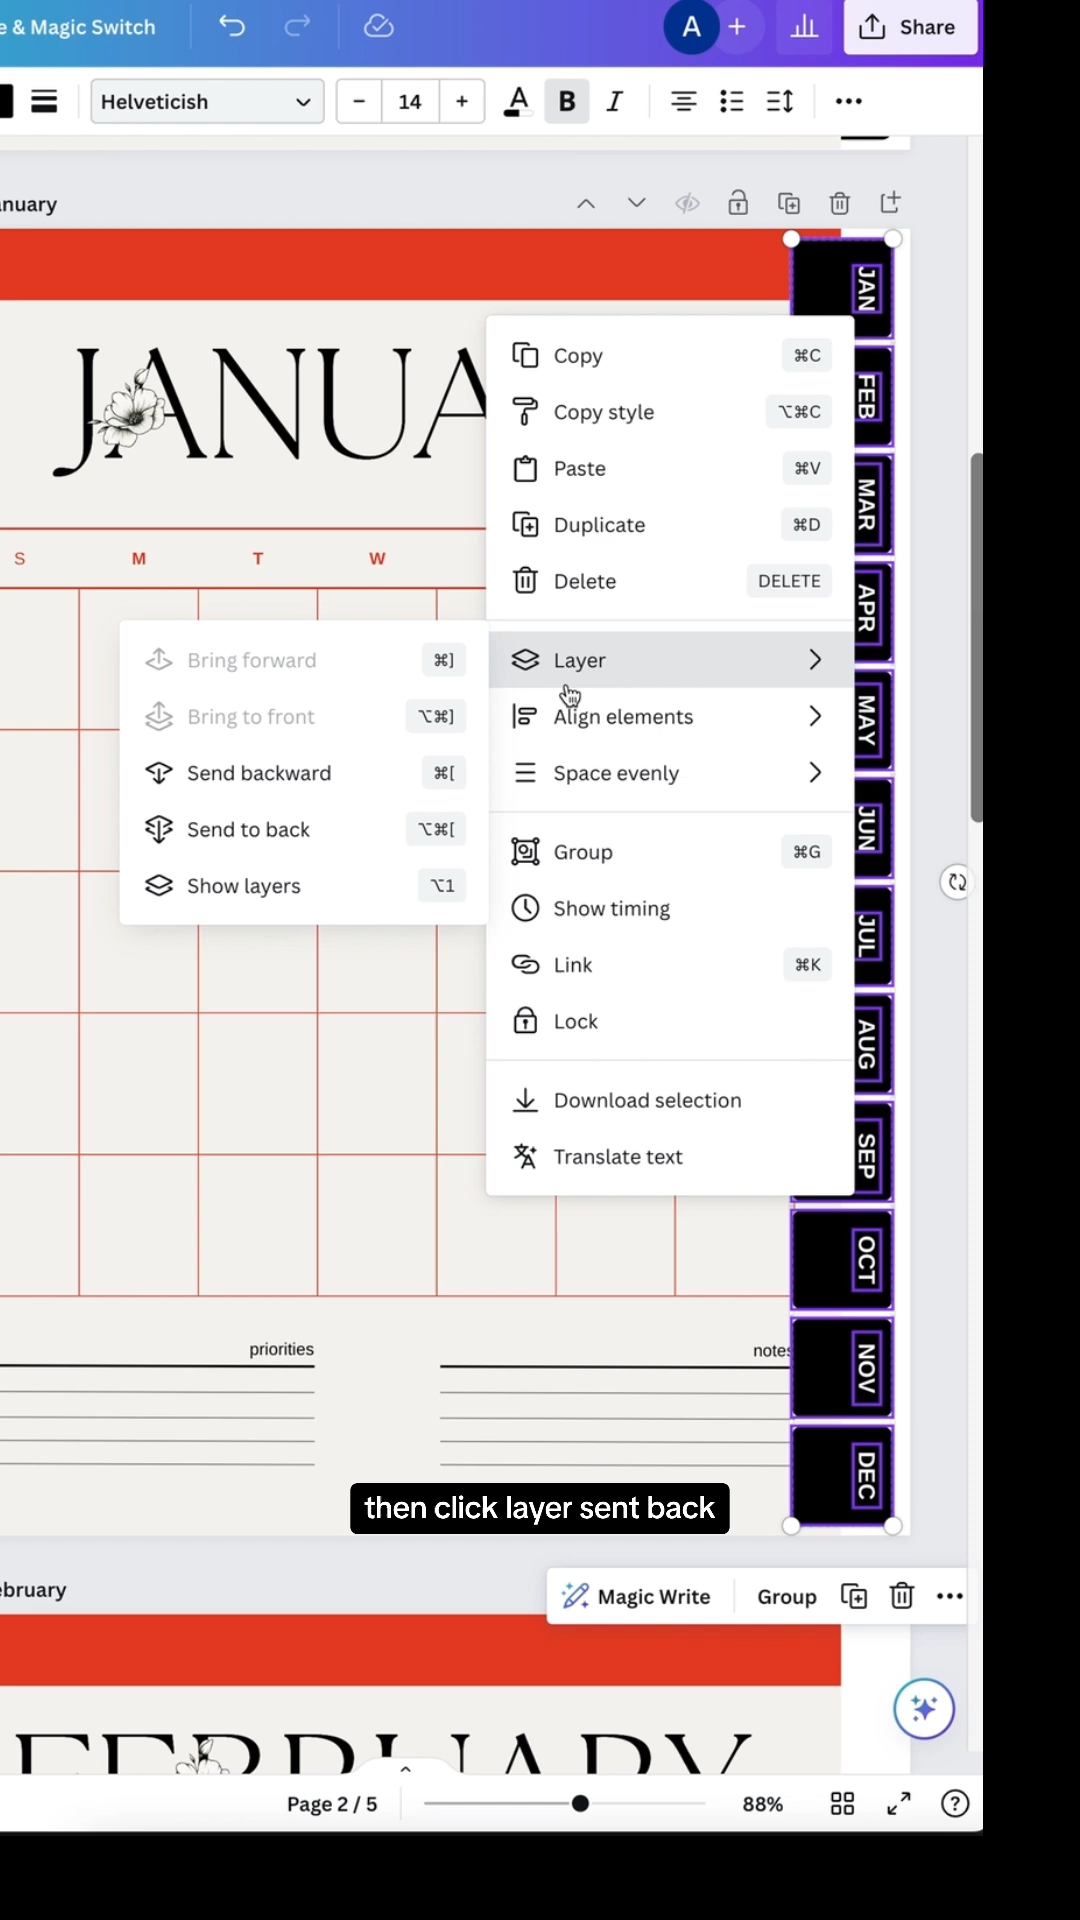 e & Magic Switch
A
Share
Helveticish
14
A
B
I
anuary
JANUA
S
M
T
W
JAN
FEB
MAR
APR
MAY
JUN
JUL
AUG
SEP
OCT
NOV
DEC
Copy ⌘C
Copy style ⌥⌘C
Paste ⌘V
Duplicate ⌘D
Delete DELETE
Layer
Align elements
Space evenly
Group ⌘G
Show timing
Link ⌘K
Lock
Download selection
Translate text
Bring forward ⌘]
Bring to front ⌥⌘]
Send backward ⌘[
Send to back ⌥⌘[
Show layers ⌥1
priorities
notes
then click layer sent back
ebruary
Magic Write
Group
FEBRUARY
Page 2 / 5
88%
?